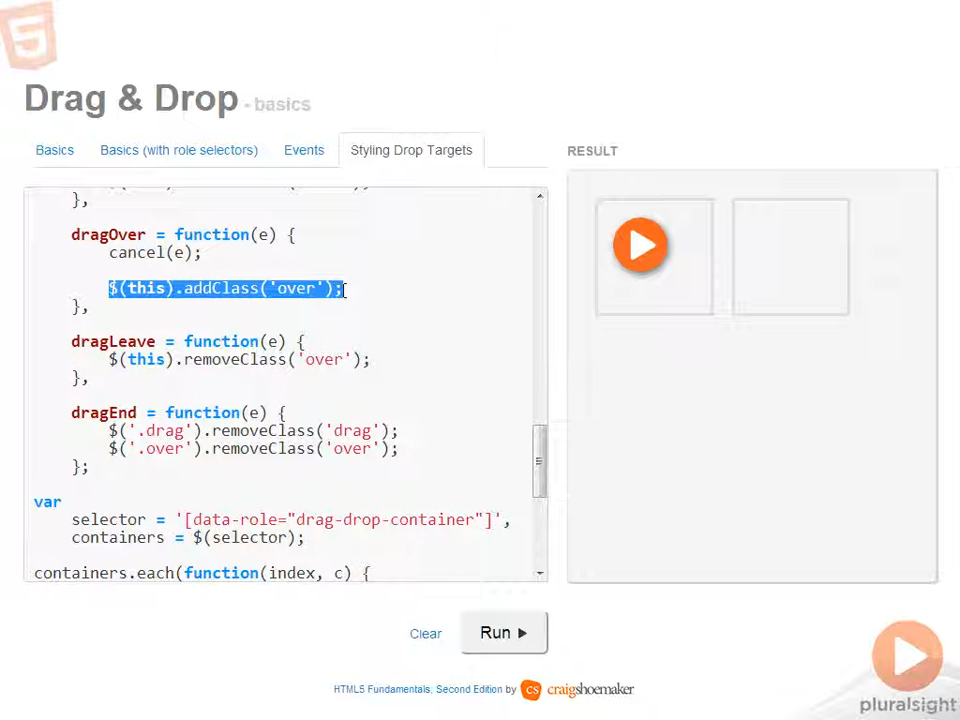 Drag & Drop - basics
Basics
Basics (with role selectors)
Events
Styling Drop Targets
RESULT
},
dragOver = function(e) {
cancel(e);
$(this).addClass('over');
},
dragLeave = function(e) {
$(this).removeClass('over');
},
dragEnd = function(e) {
$('.drag').removeClass('drag');
$('.over').removeClass('over');
};
var
selector = '[data-role="drag-drop-container"]',
containers = $(selector);
containers.each(function(index, c) {
Clear
Run
HTML5 Fundamentals, Second Edition by cs craigshoemaker
pluralsight